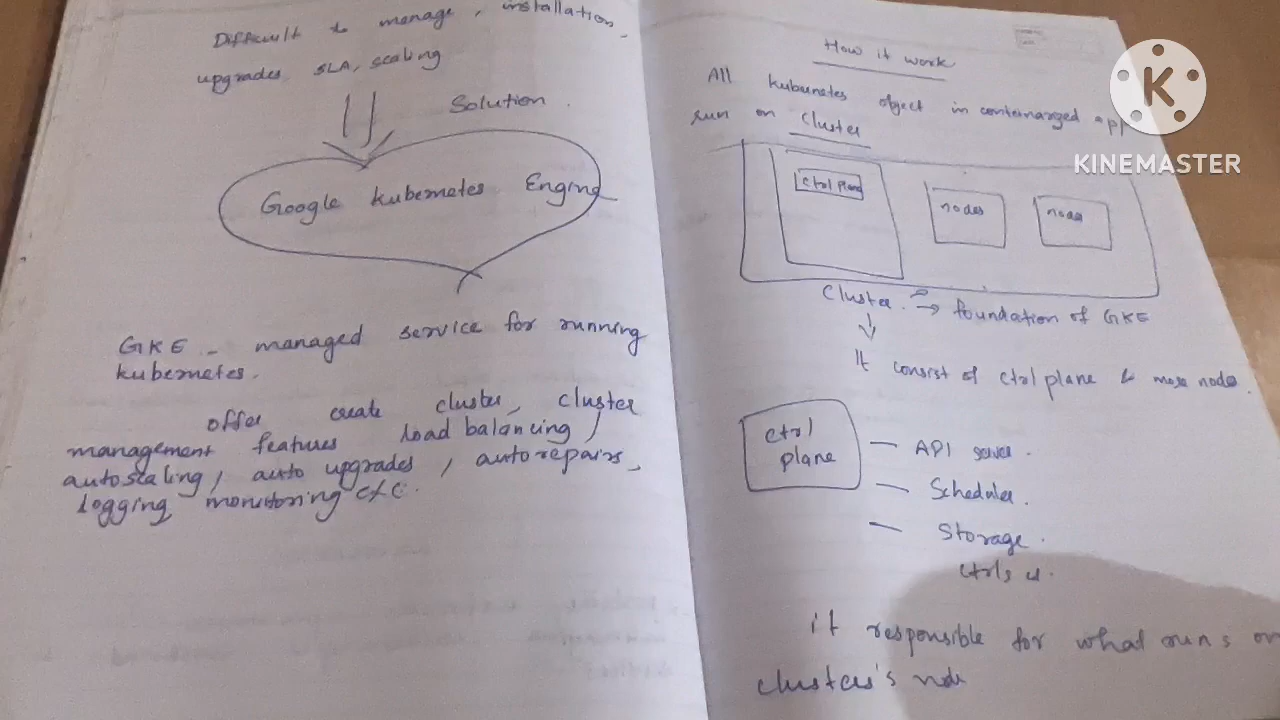 Difficult to manage, installation,
upgrades SLA, scaling
Solution.
Google kubernetes Engine
GKE - managed service for running
kubernetes.
offer create cluster, cluster
management features load balancing,
autoscaling, auto upgrades, autorepairs,
logging monitoring etc.
How it work
All kubunetes object in app
run on cluster
ctrl plane
nodes
node
Cluster. → foundation of GKE
It consist of ctrl plane & more node.
ctrl
plane
- API server.
- Scheduler.
- Storage.
ctrls
it responsible for what runs on
clusters's node
K
KINEMASTER